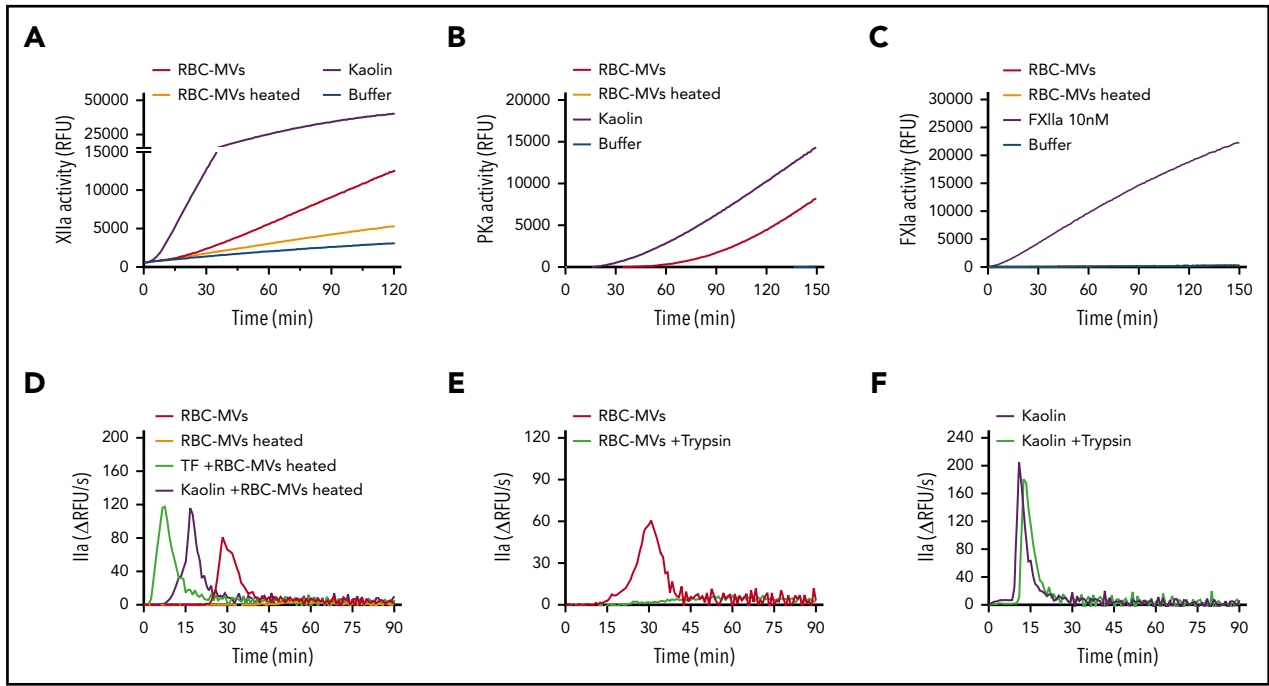 A
RBC-MVs
RBC-MVs heated
Kaolin
Buffer
XIIa activity (RFU)
50000
25000
15000
10000
5000
0
0 30 60 90 120
Time (min)
B
RBC-MVs
RBC-MVs heated
Kaolin
Buffer
PKa activity (RFU)
20000
15000
10000
5000
0
0 30 60 90 120 150
Time (min)
C
RBC-MVs
RBC-MVs heated
FXIIa 10nM
Buffer
FXIa activity (RFU)
30000
25000
20000
15000
10000
5000
0
0 30 60 90 120 150
Time (min)
D
RBC-MVs
RBC-MVs heated
TF +RBC-MVs heated
Kaolin +RBC-MVs heated
IIa (ΔRFU/s)
200
160
120
80
40
0
0 15 30 45 60 75 90
Time (min)
E
RBC-MVs
RBC-MVs +Trypsin
IIa (ΔRFU/s)
120
90
60
30
0
0 15 30 45 60 75 90
Time (min)
F
Kaolin
Kaolin +Trypsin
IIa (ΔRFU/s)
240
200
160
120
80
40
0
0 15 30 45 60 75 90
Time (min)